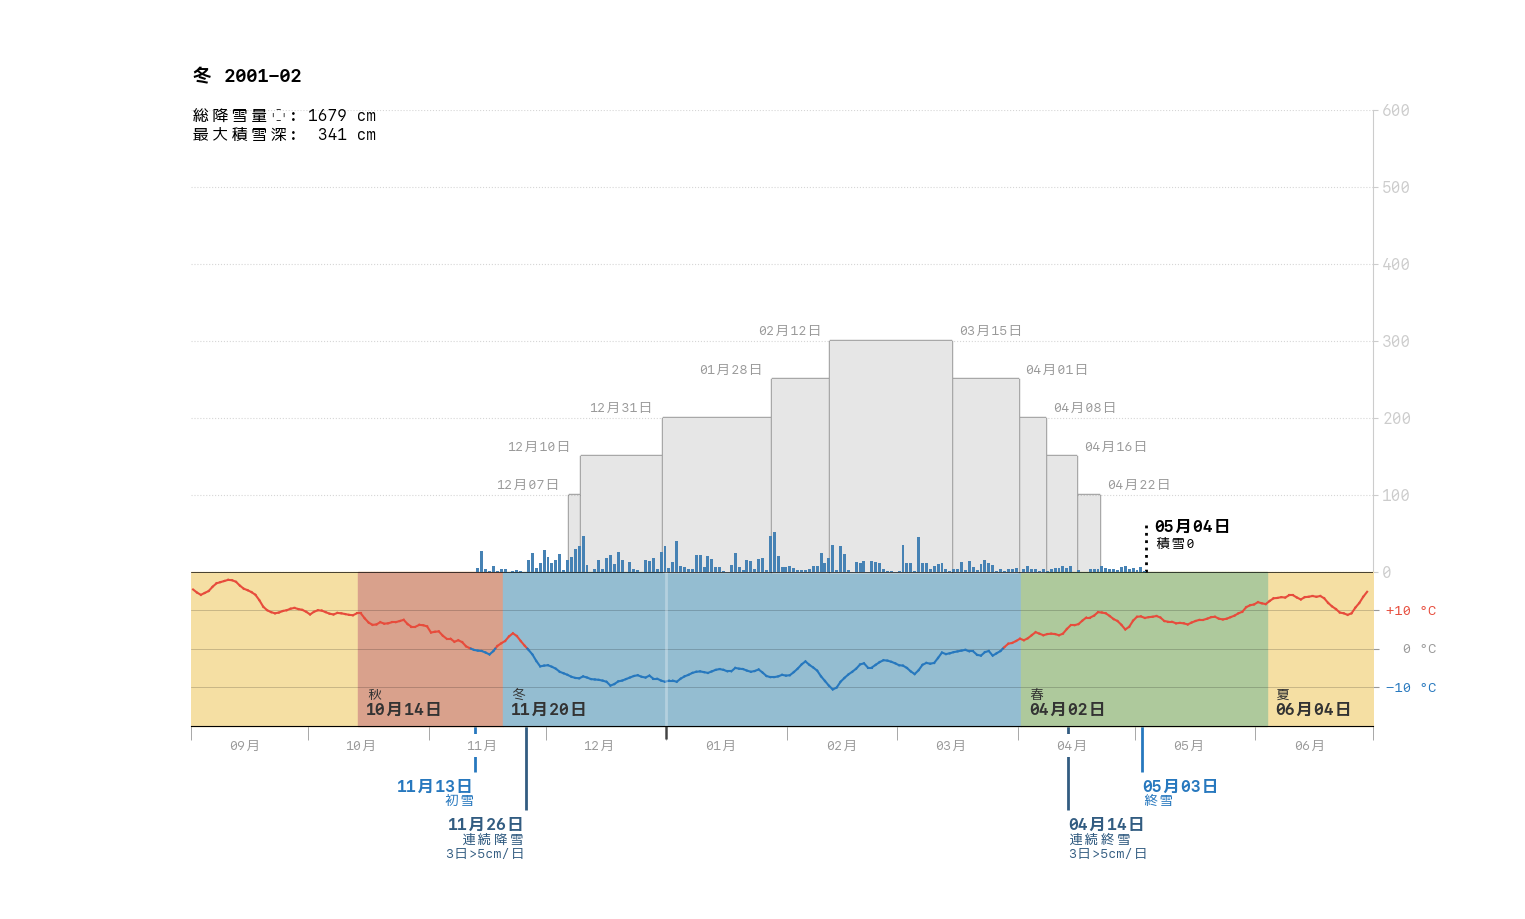 冬 2001-02
総降雪量　: 1679 cm
最大積雪深: 341 cm
600
500
400
300
200
100
0
02月12日
03月15日
01月28日
04月01日
12月31日
04月08日
12月10日
04月16日
12月07日
04月22日
05月04日
積雪0
+10 °C
0 °C
−10 °C
秋
10月14日
冬
11月20日
春
04月02日
夏
06月04日
09月
10月
11月
12月
01月
02月
03月
04月
05月
06月
11月13日
初雪
05月03日
終雪
11月26日
連続降雪
3日>5cm/日
04月14日
連続終雪
3日>5cm/日